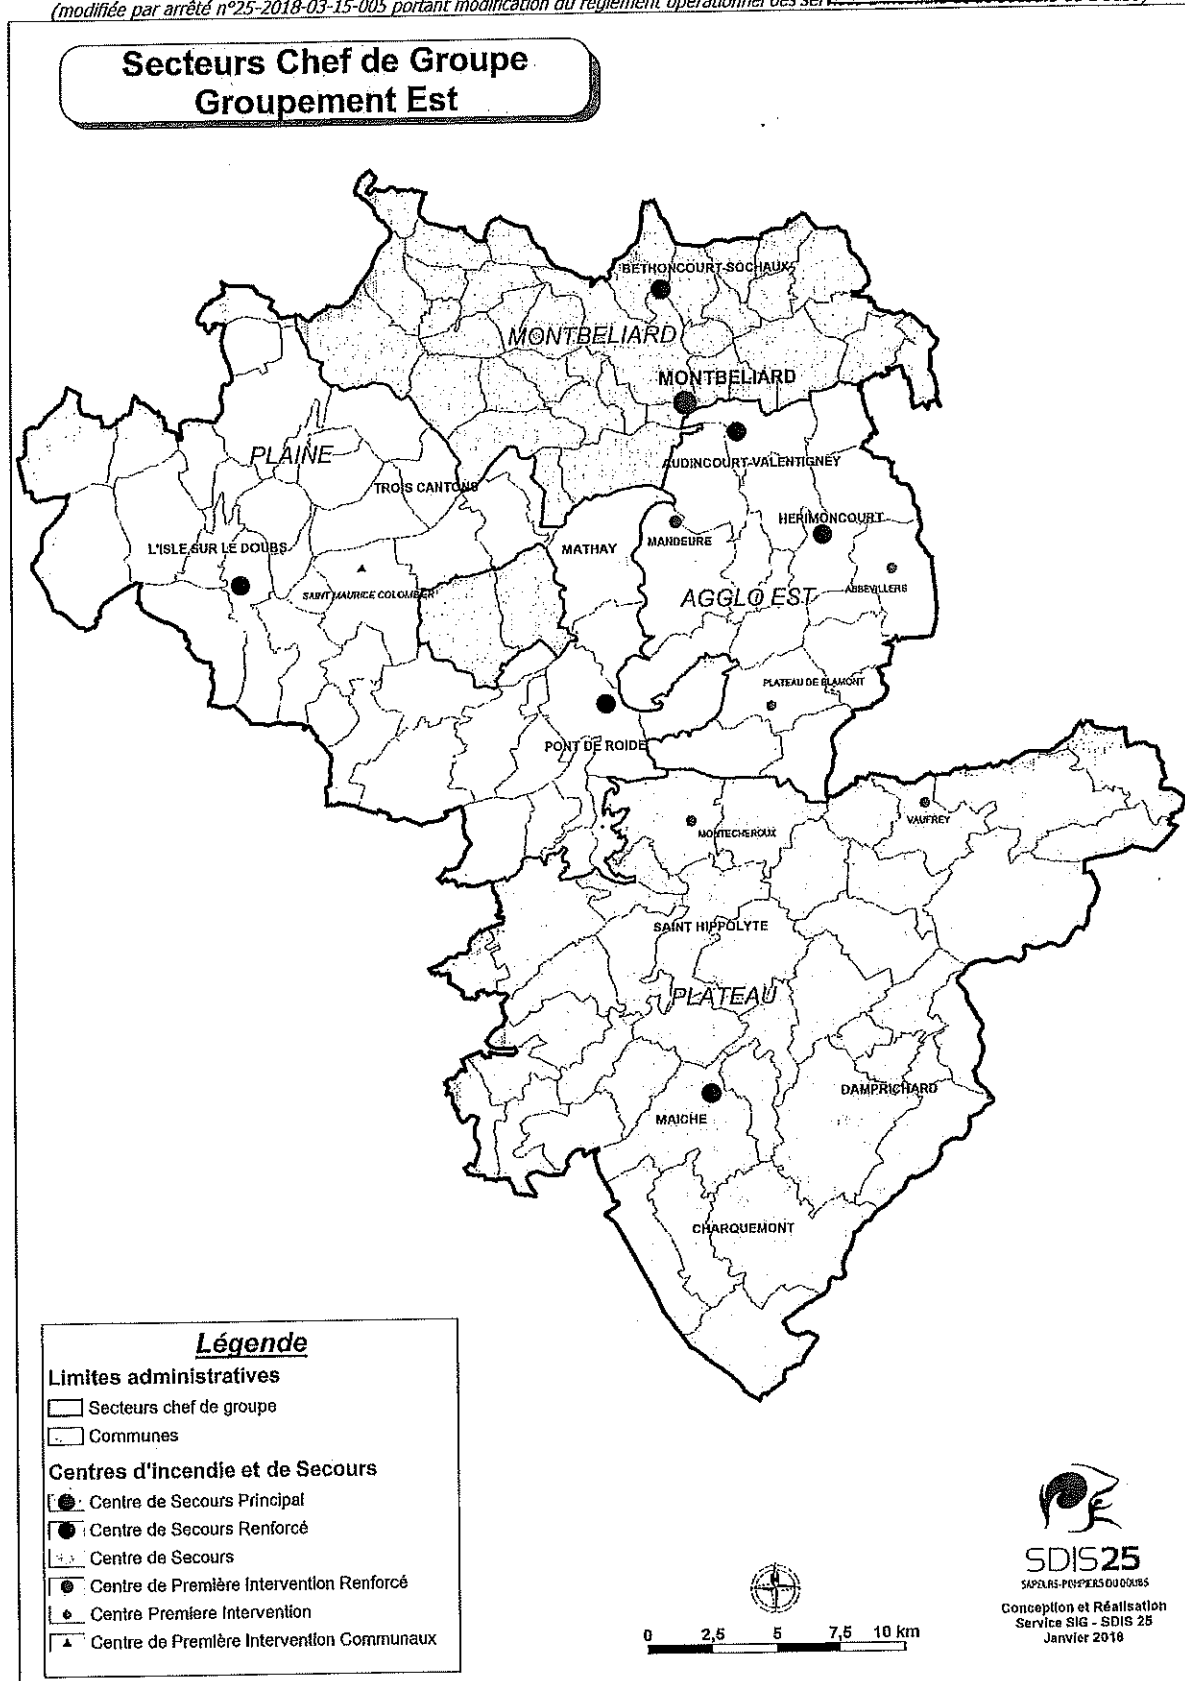 (modifiée par arrêté n°25-2018-03-15-005 portant modification du règlement opérationnel des
Secteurs Chef de Groupe
Groupement Est
BETHONCOURT-SOCHAUX
MONTBELIARD
MONTBELIARD
PLAINE
AUDINCOURT-VALENTIGNEY
TROIS CANTONS
HERIMONCOURT
MANDEURE
L'ISLE SUR LE DOUBS
MATHAY
ABBEVILLERS
SAINT MAURICE COLOMBIER
AGGLO EST
PLATEAU DE BLAMONT
PONT DE ROIDE
VAUFREY
MONTECHEROUX
SAINT HIPPOLYTE
PLATEAU
DAMPRICHARD
MAICHE
CHARQUEMONT
Légende
Limites administratives
Secteurs chef de groupe
Communes
Centres d'incendie et de Secours
Centre de Secours Principal
Centre de Secours Renforcé
Centre de Secours
Centre de Première Intervention Renforcé
Centre Premiere Intervention
Centre de Première Intervention Communaux
N
0 2,5 5 7,5 10 km
SDIS25
SAPEURS-POMPIERS DU DOUBS
Conception et Réalisation
Service SIG - SDIS 25
Janvier 2018